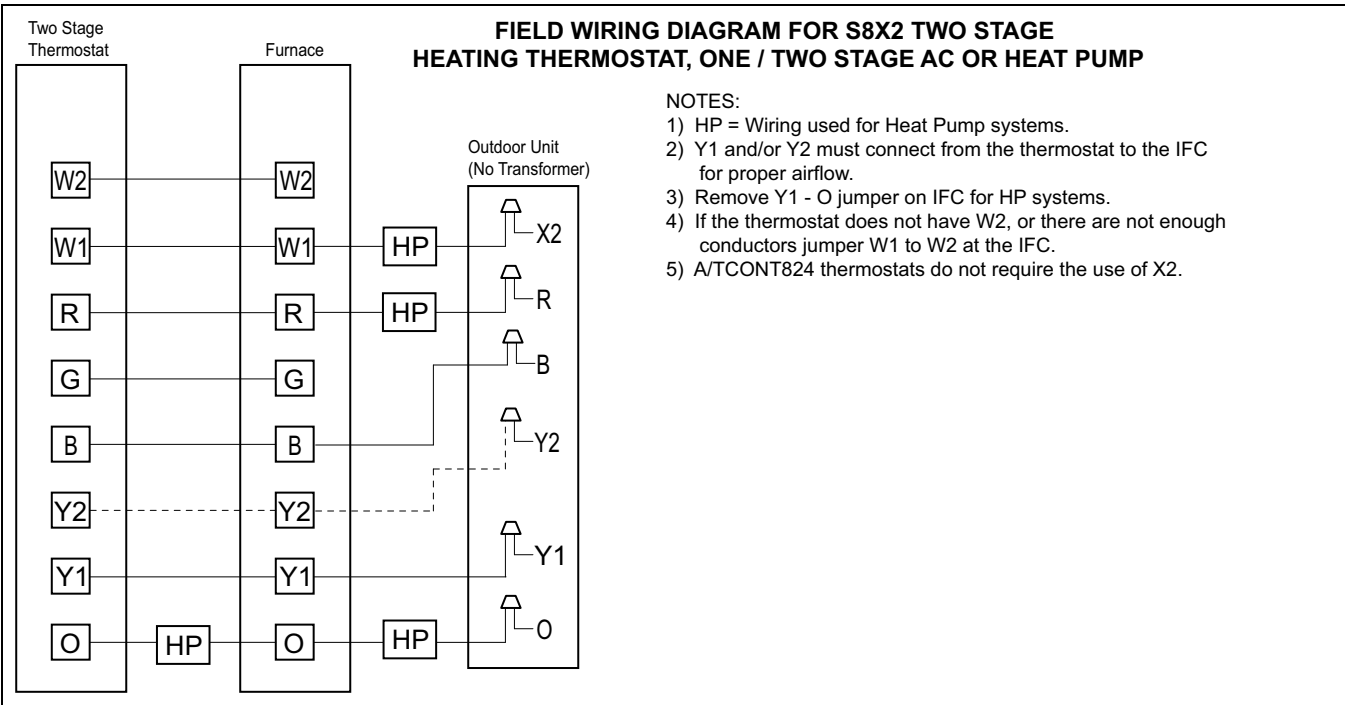 Two Stage
Thermostat
Furnace
FIELD WIRING DIAGRAM FOR S8X2 TWO STAGE
HEATING THERMOSTAT, ONE / TWO STAGE AC OR HEAT PUMP
NOTES:
1) HP = Wiring used for Heat Pump systems.
2) Y1 and/or Y2 must connect from the thermostat to the IFC
for proper airflow.
3) Remove Y1 - O jumper on IFC for HP systems.
4) If the thermostat does not have W2, or there are not enough
conductors jumper W1 to W2 at the IFC.
5) A/TCONT824 thermostats do not require the use of X2.
Outdoor Unit
(No Transformer)
W2 W2
W1 W1 HP X2
R R HP R
G G
B B B
Y2 Y2 Y2
Y1 Y1 Y1
O HP O HP O